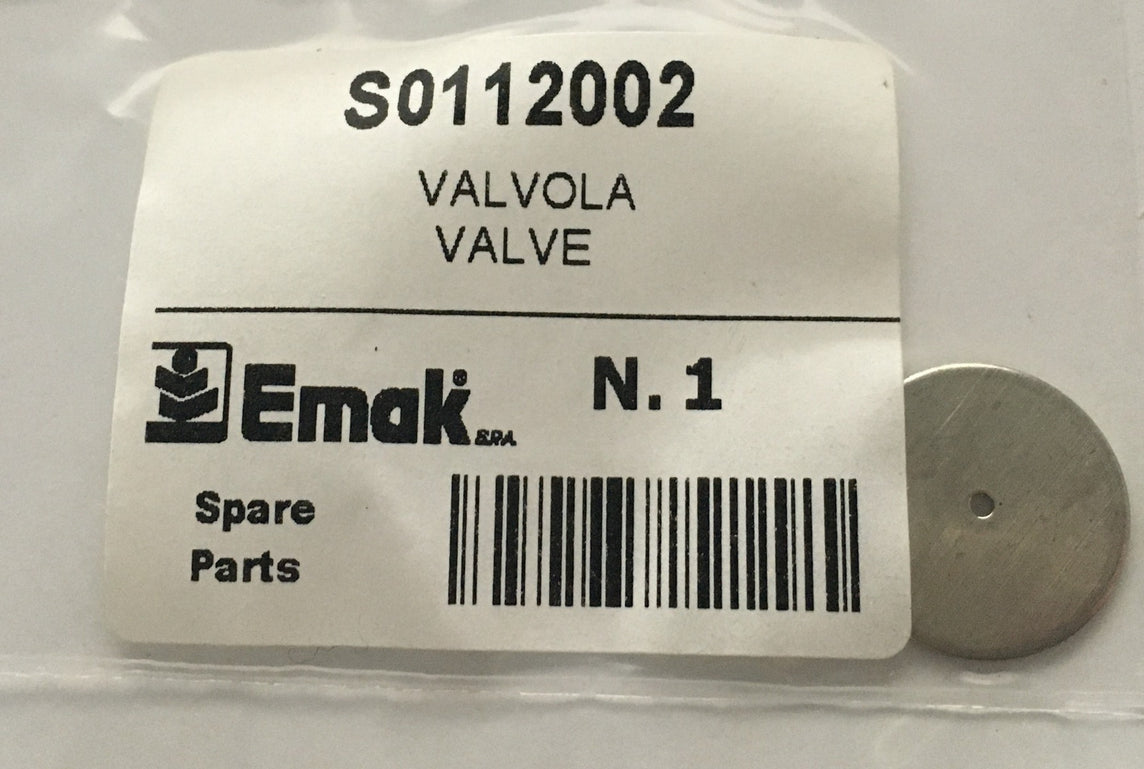 S0112002
VALVOLA
VALVE
Emak S.P.A.
N. 1
Spare
Parts